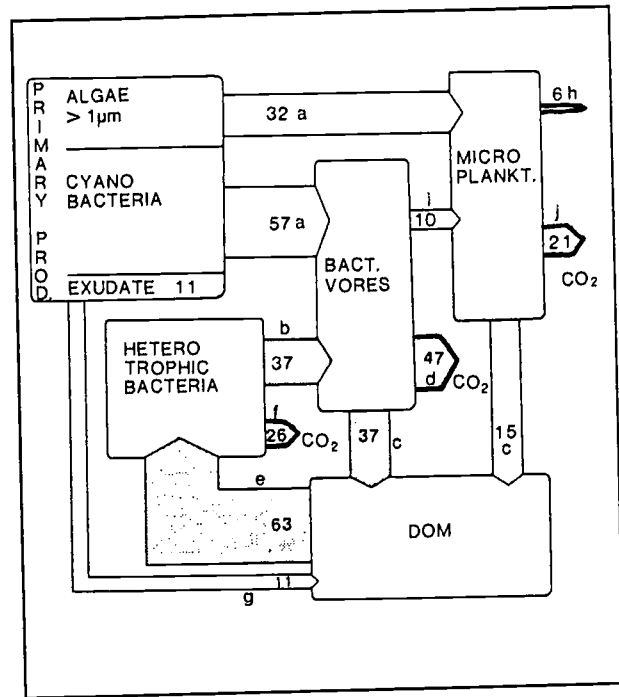 PRIMARY PROD.
ALGAE
> 1µm
CYANO
BACTERIA
EXUDATE 11
32 a
57 a
MICRO
PLANKT.
6 h
i
10
j
21
CO₂
BACT.
VORES
HETERO
TROPHIC
BACTERIA
b
37
47
d
CO₂
f
26
CO₂
37 c
15
c
e
63
DOM
11
g